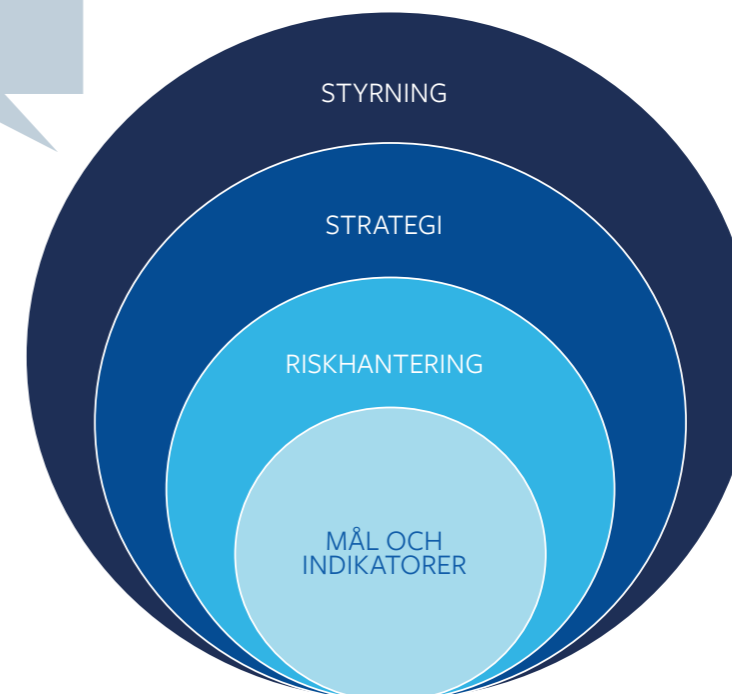 STYRNING
STRATEGI
RISKHANTERING
MÅL OCH
INDIKATORER